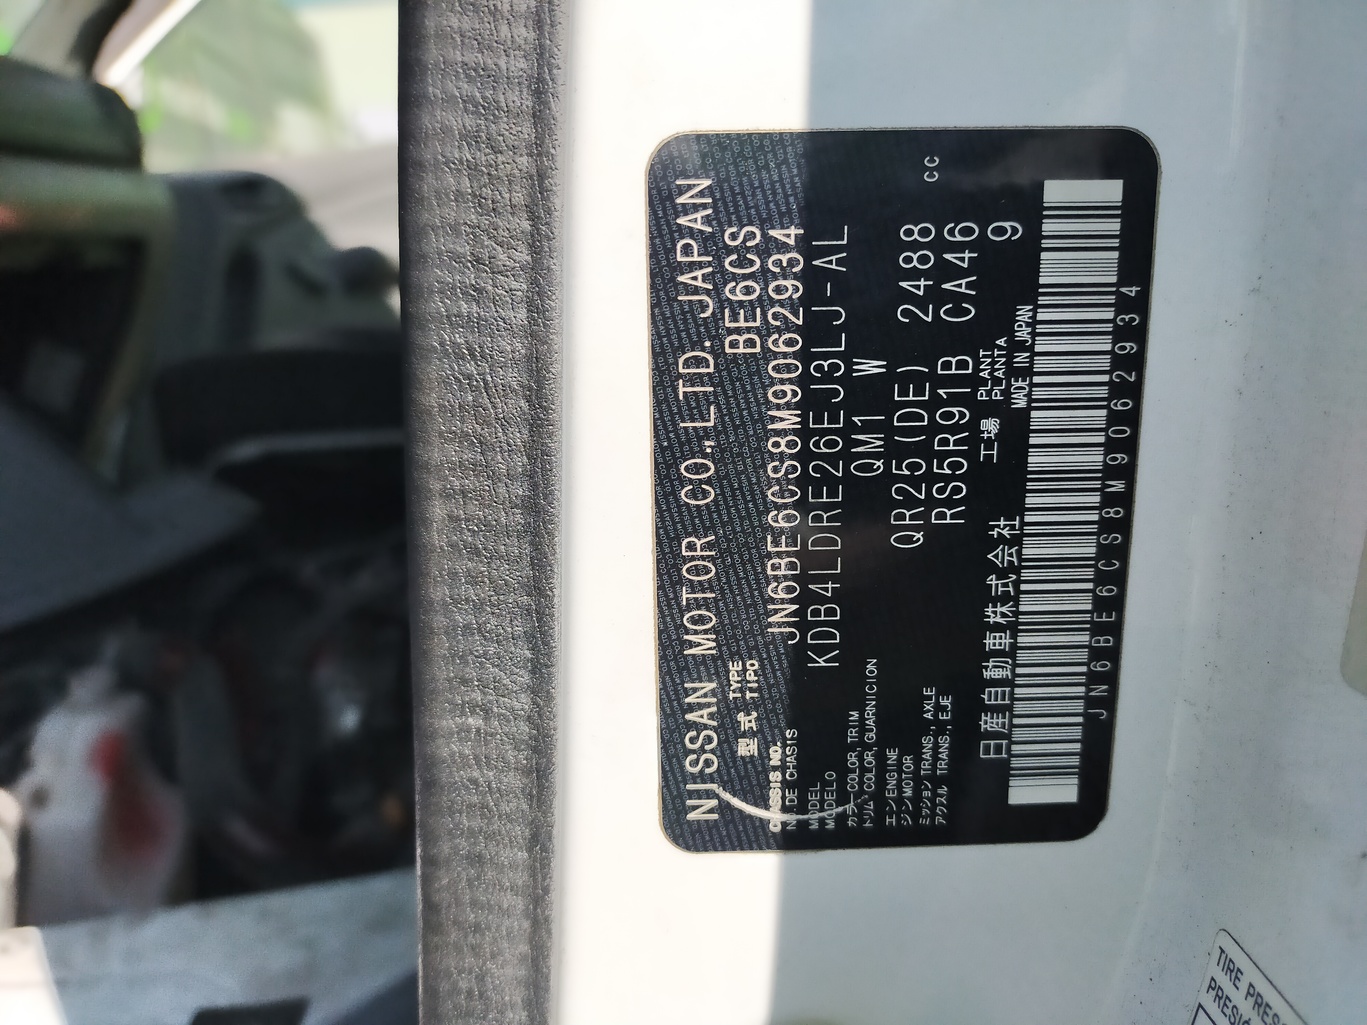 NISSAN MOTOR CO.,LTD. JAPAN
型式 TYPE TIPO BE6CS
CHASSIS NO.
NO. DE CHASIS JN6BE6CS8M9062934
MODEL
MODELO KDB4LDRE26EJ3LJ-AL
カラー COLOR, TRIM
トリム COLOR, GUARNICION QM1 W
エンジン ENGINE MOTOR QR25(DE) 2488 cc
ミッション TRANS., AXLE
アクスル TRANS., EJE RS5R91B CA46
工場 PLANT PLANTA 9
日産自動車株式会社 MADE IN JAPAN
JN6BE6CS8M9062934
TIRE PRES
PRESIÓ